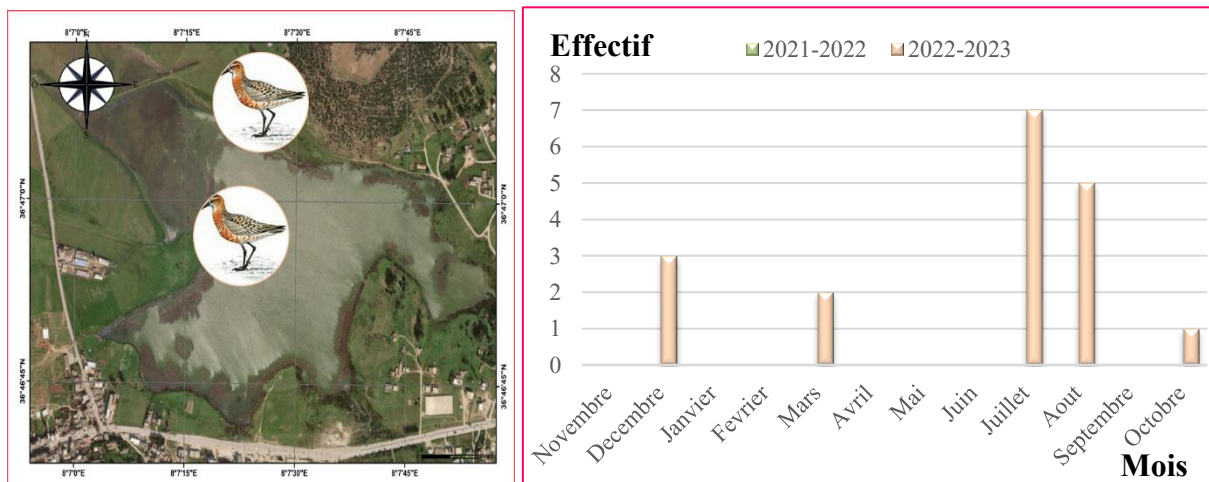 8°7'0"E 8°7'15"E 8°7'30"E 8°7'45"E
36°47'0"N 36°47'0"N
36°46'45"N 36°46'45"N
8°7'0"E 8°7'15"E 8°7'30"E 8°7'45"E
Effectif
2021-2022 2022-2023
8
7
6
5
4
3
2
1
0
Novembre Decembre Janvier Fevrier Mars Avril Mai Juin Juillet Aout Septembre Octobre
Mois